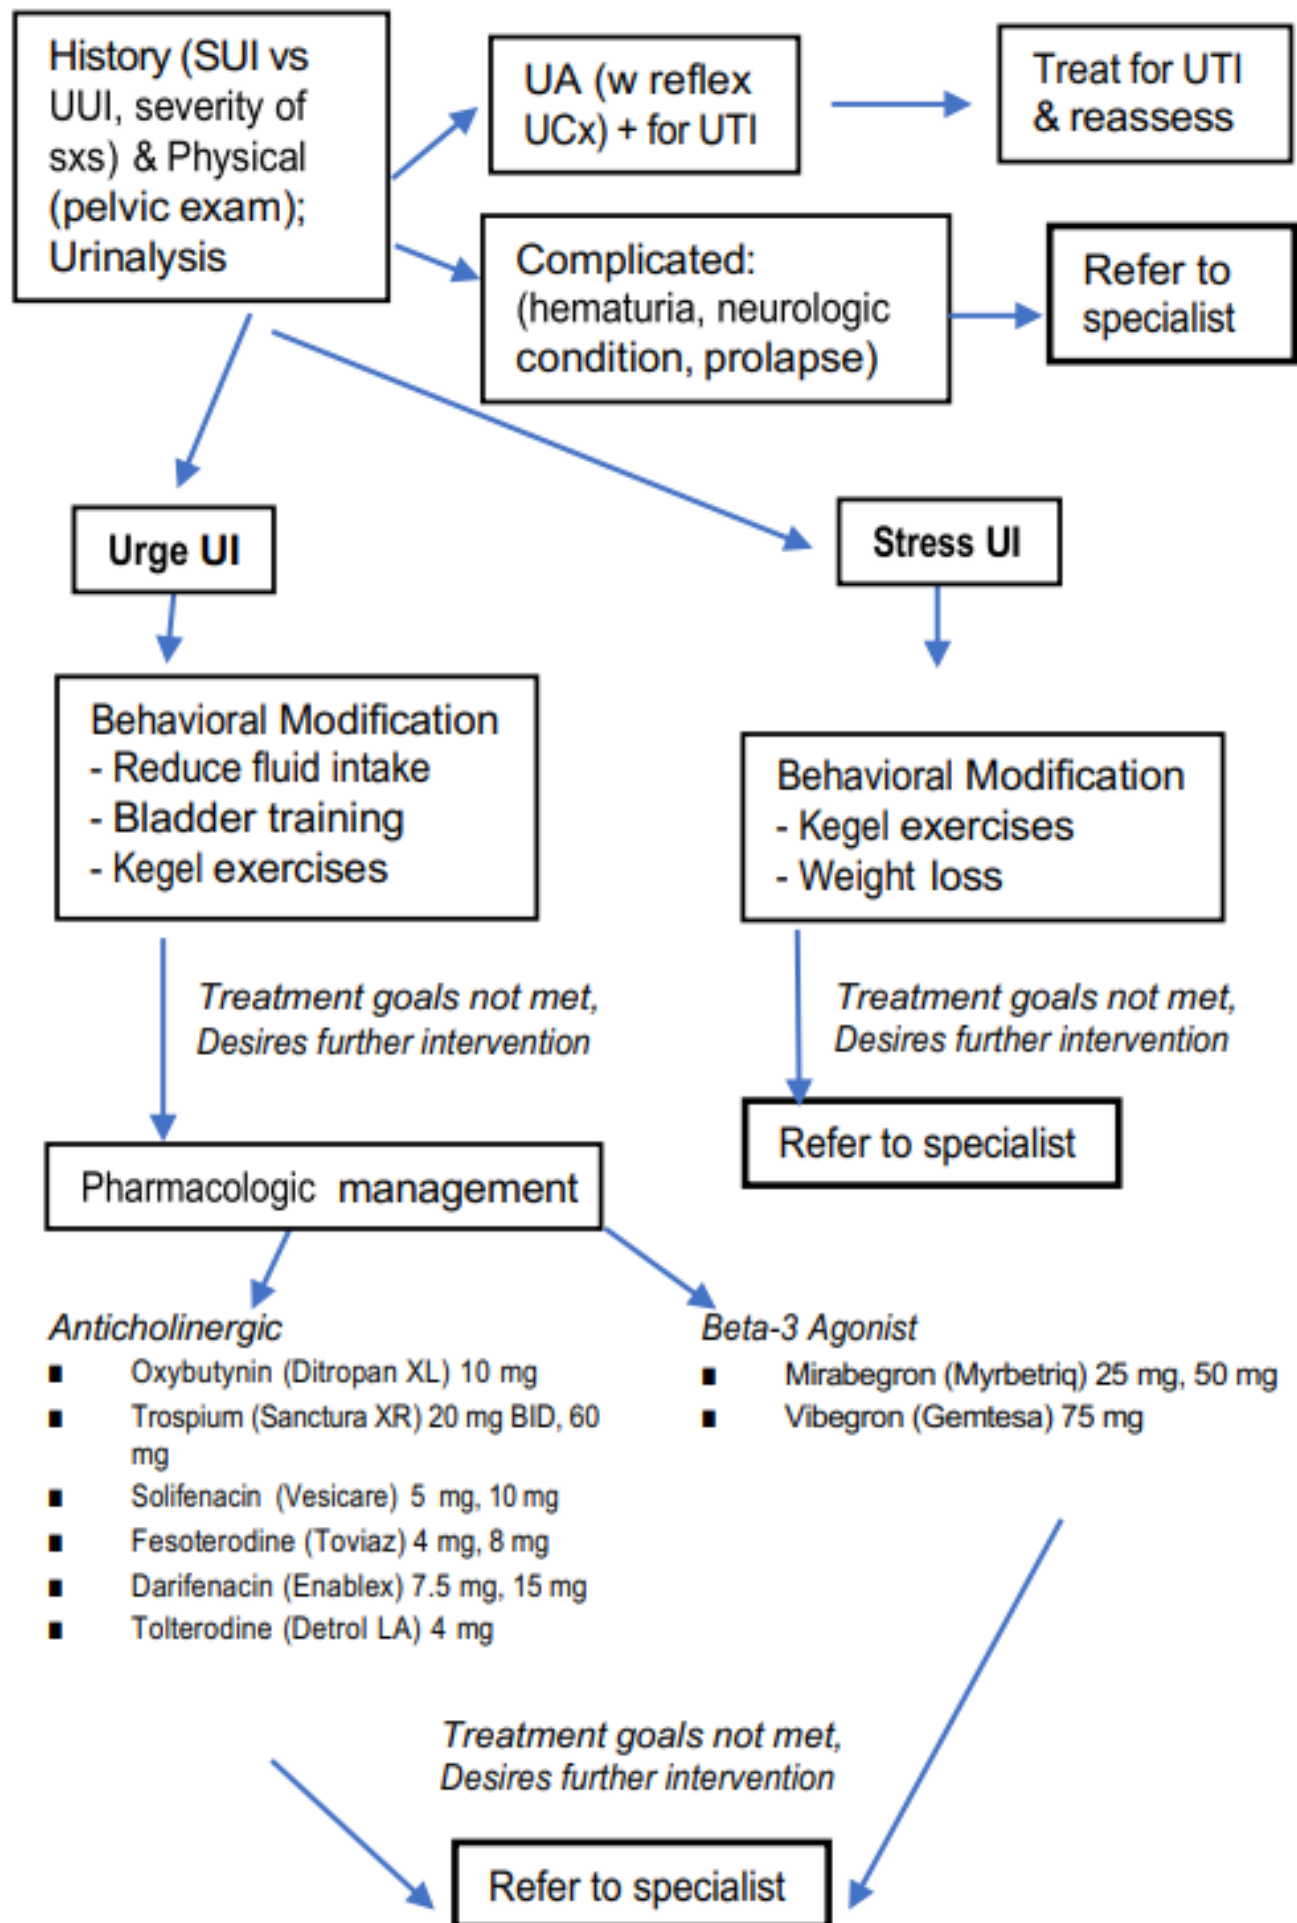 History (SUI vs
UUI, severity of
sxs) & Physical
(pelvic exam);
Urinalysis
UA (w reflex
UCx) + for UTI
Treat for UTI
& reassess
Complicated:
(hematuria, neurologic
condition, prolapse)
Refer to
specialist
Urge UI
Stress UI
Behavioral Modification
- Reduce fluid intake
- Bladder training
- Kegel exercises
Behavioral Modification
- Kegel exercises
- Weight loss
Treatment goals not met,
Desires further intervention
Treatment goals not met,
Desires further intervention
Refer to specialist
Pharmacologic management
Anticholinergic
■ Oxybutynin (Ditropan XL) 10 mg
■ Trospium (Sanctura XR) 20 mg BID, 60
mg
■ Solifenacin (Vesicare) 5 mg, 10 mg
■ Fesoterodine (Toviaz) 4 mg, 8 mg
■ Darifenacin (Enablex) 7.5 mg, 15 mg
■ Tolterodine (Detrol LA) 4 mg
Beta-3 Agonist
■ Mirabegron (Myrbetriq) 25 mg, 50 mg
■ Vibegron (Gemtesa) 75 mg
Treatment goals not met,
Desires further intervention
Refer to specialist